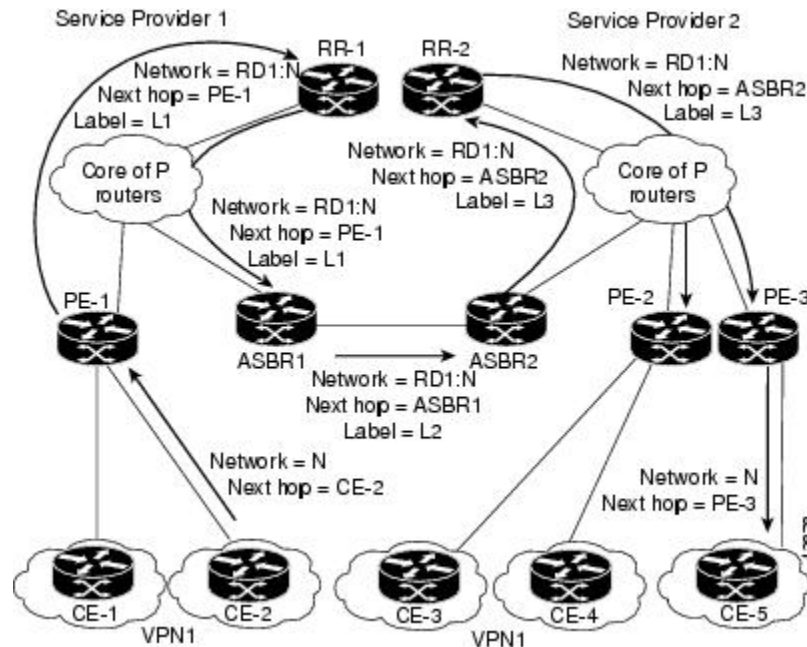 Service Provider 1
Service Provider 2
RR-1
RR-2
Network = RD1:N
Next hop = PE-1
Label = L1
Network = RD1:N
Next hop = ASBR2
Label = L3
Core of P
routers
Network = RD1:N
Next hop = ASBR2
Label = L3
Core of P
routers
Network = RD1:N
Next hop = PE-1
Label = L1
PE-1
PE-2
PE-3
ASBR1
ASBR2
Network = RD1:N
Next hop = ASBR1
Label = L2
Network = N
Next hop = CE-2
Network = N
Next hop = PE-3
CE-1
CE-2
CE-3
CE-4
CE-5
VPN1
VPN1